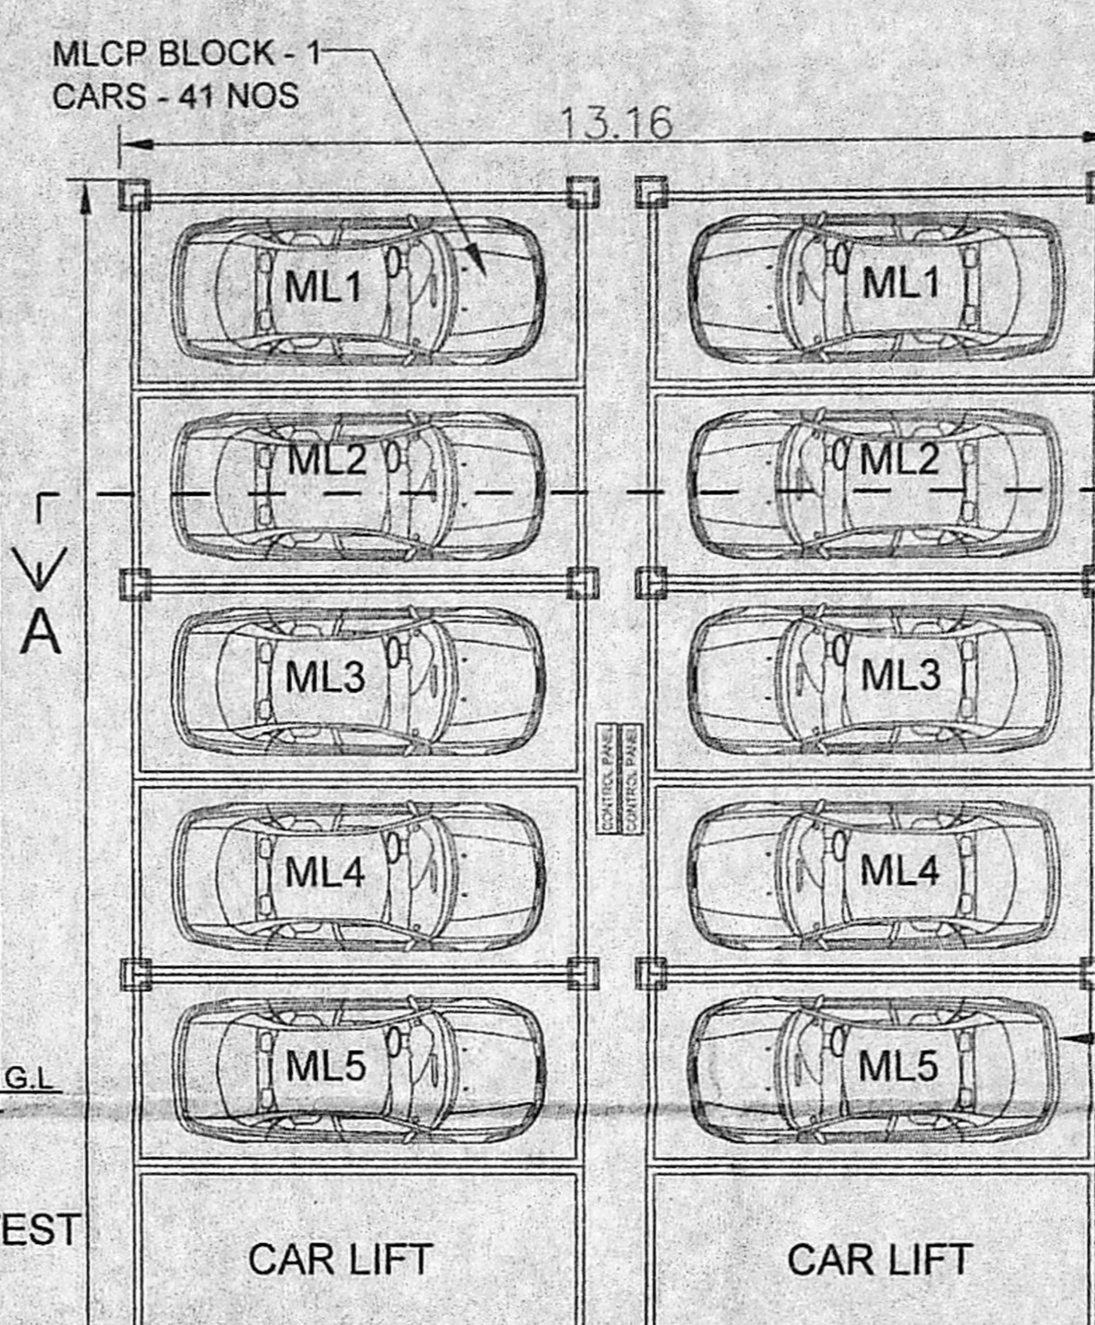 MLCP BLOCK - 1
CARS - 41 NOS
13.16
ML1 ML1
ML2 ML2
A
ML3 ML3
CONTROL PANEL
CONTROL PANEL
ML4 ML4
ML5 ML5
G.L
EST
CAR LIFT CAR LIFT